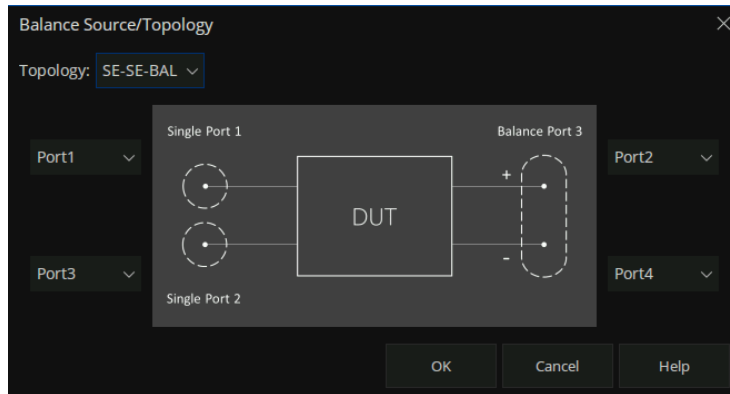 Balance Source/Topology
Topology: SE-SE-BAL
Single Port 1 Balance Port 3
Port1 Port2
+
DUT
-
Port3 Port4
Single Port 2
OK Cancel Help